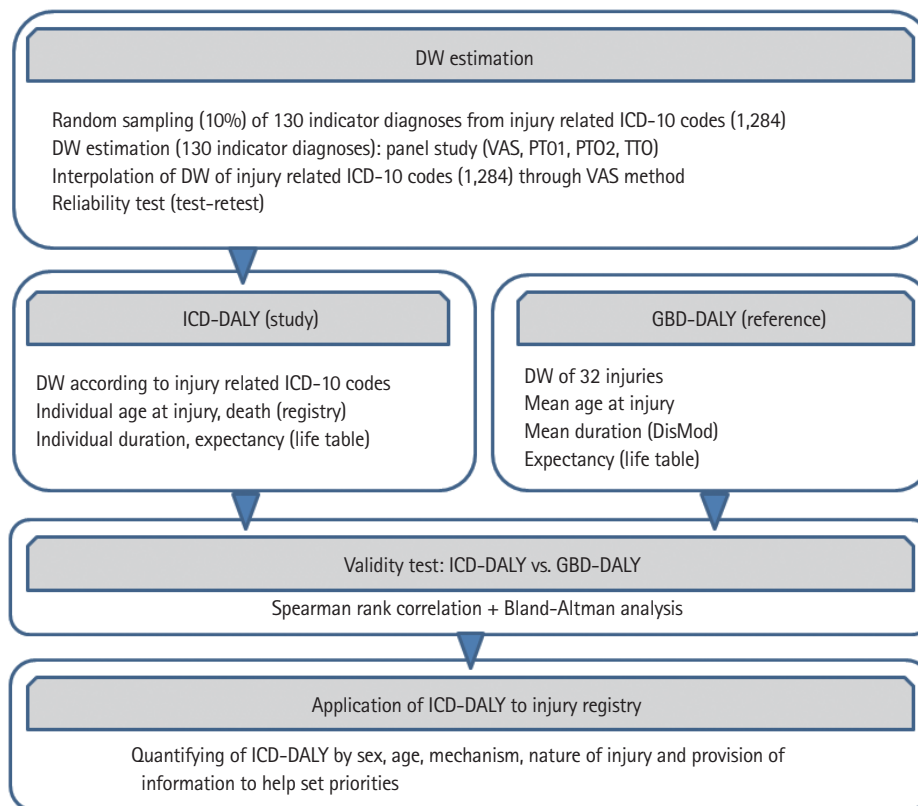 DW estimation
Random sampling (10%) of 130 indicator diagnoses from injury related ICD-10 codes (1,284)
DW estimation (130 indicator diagnoses): panel study (VAS, PTO1, PTO2, TTO)
Interpolation of DW of injury related ICD-10 codes (1,284) through VAS method
Reliability test (test-retest)
ICD-DALY (study)
DW according to injury related ICD-10 codes
Individual age at injury, death (registry)
Individual duration, expectancy (life table)
GBD-DALY (reference)
DW of 32 injuries
Mean age at injury
Mean duration (DisMod)
Expectancy (life table)
Validity test: ICD-DALY vs. GBD-DALY
Spearman rank correlation + Bland-Altman analysis
Application of ICD-DALY to injury registry
Quantifying of ICD-DALY by sex, age, mechanism, nature of injury and provision of
information to help set priorities